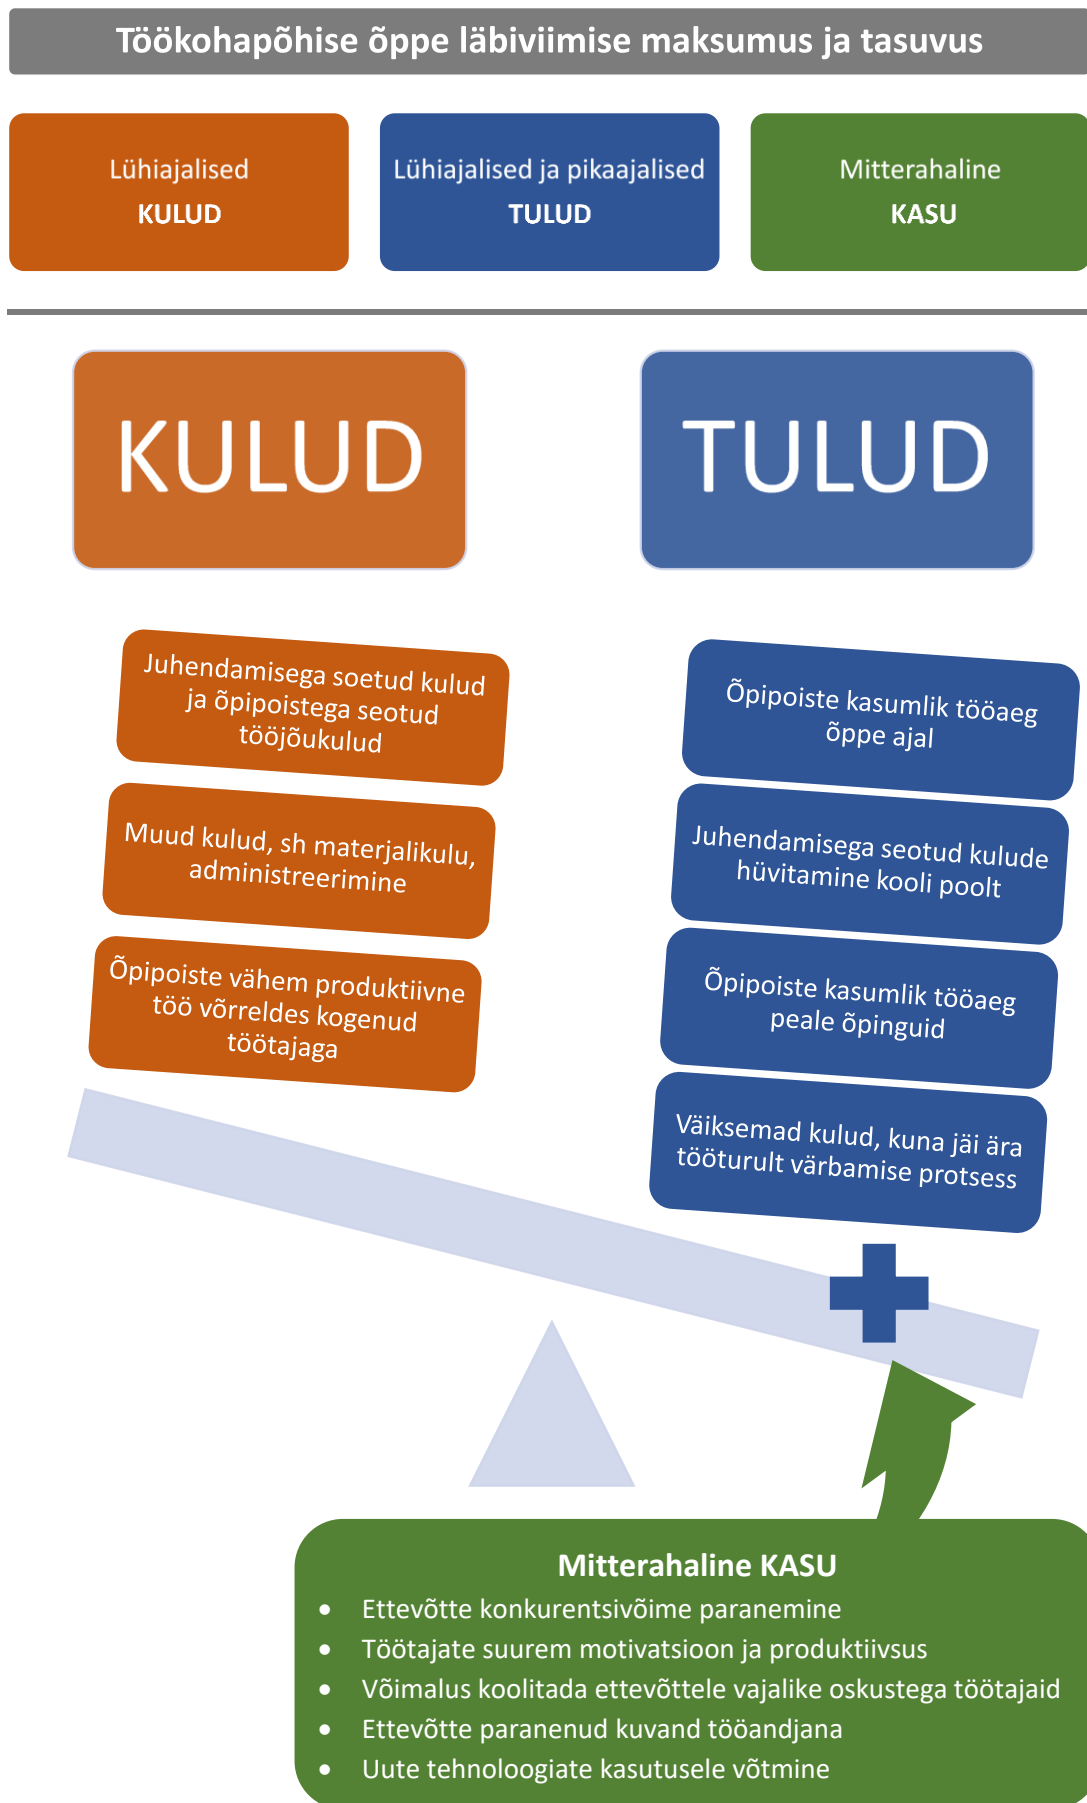 Töökohapõhise õppe läbiviimise maksumus ja tasuvus
Lühiajalised
KULUD
Lühiajalised ja pikaajalised
TULUD
Mitterahaline
KASU
KULUD
TULUD
Juhendamisega soetud kulud
ja õpipoistega seotud
tööjõukulud
Muud kulud, sh materjalikulu,
administreerimine
Õpipoiste vähem produktiivne
töö võrreldes kogenud
töötajaga
Õpipoiste kasumlik tööaeg
õppe ajal
Juhendamisega seotud kulude
hüvitamine kooli poolt
Õpipoiste kasumlik tööaeg
peale õpinguid
Väiksemad kulud, kuna jäi ära
tööturult värbamise protsess
Mitterahaline KASU
• Ettevõtte konkurentsivõime paranemine
• Töötajate suurem motivatsioon ja produktiivsus
• Võimalus koolitada ettevõttele vajalike oskustega töötajaid
• Ettevõtte paranenud kuvand tööandjana
• Uute tehnoloogiate kasutusele võtmine